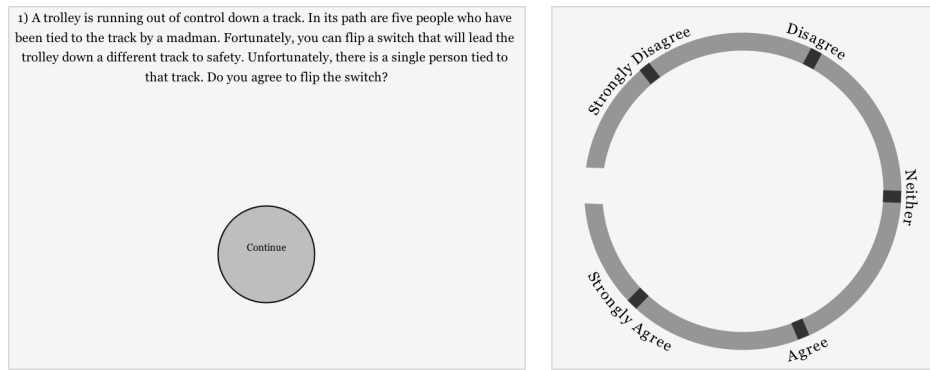 1) A trolley is running out of control down a track. In its path are five people who have
been tied to the track by a madman. Fortunately, you can flip a switch that will lead the
trolley down a different track to safety. Unfortunately, there is a single person tied to
that track. Do you agree to flip the switch?
Continue
Strongly Disagree
Disagree
Neither
Agree
Strongly Agree